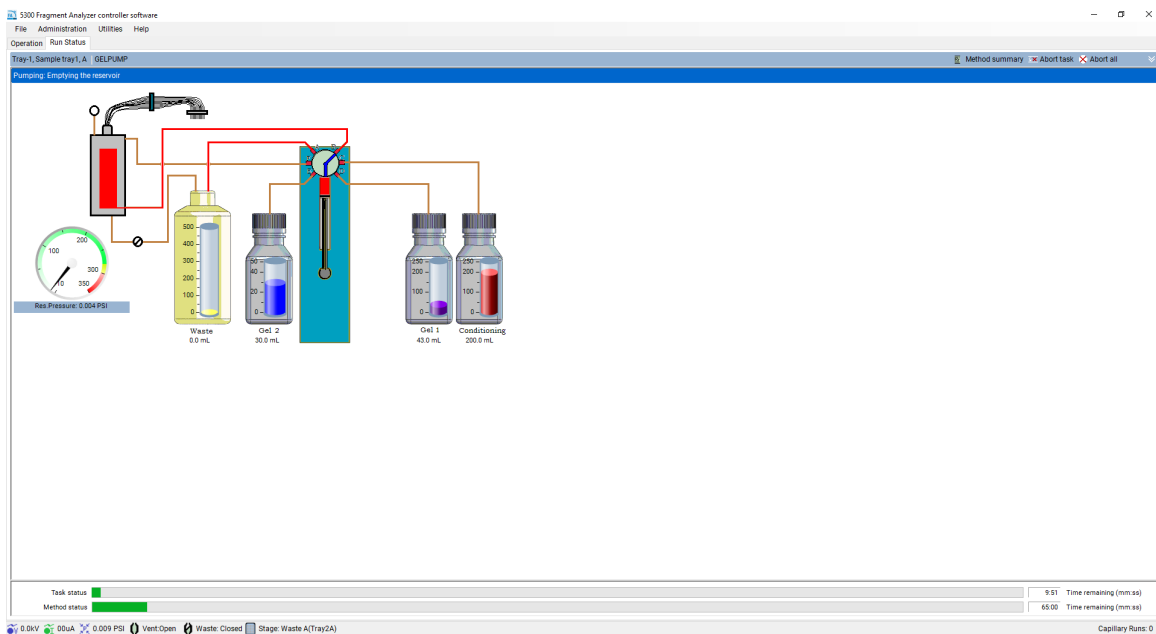 5300 Fragment Analyzer controller software
File Administration Utilities Help
Operation Run Status
Tray-1, Sample tray1, A GELPUMP Method summary Abort task Abort all
Pumping: Emptying the reservoir
500
400
300
200
100
0
50
40
20
0
250
200
100
0
250
200
100
0
200
100
300
10
350
Res.Pressure: 0.004 PSI
Waste Gel 2 Gel 1 Conditioning
0.0 mL 30.0 mL 43.0 mL 200.0 mL
Task status 9:51 Time remaining (mm:ss)
Method status 65:00 Time remaining (mm:ss)
0.0kV 00uA 0.009 PSI Vent:Open Waste: Closed Stage: Waste A(Tray2A) Capillary Runs: 0